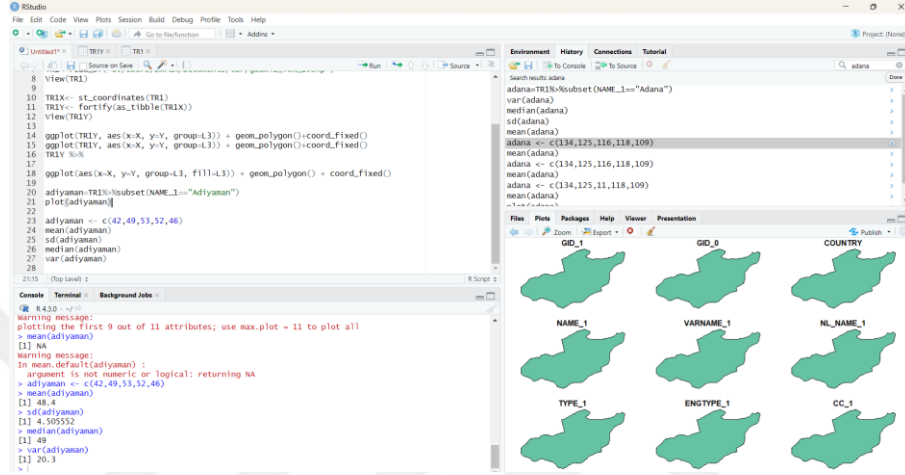 RStudio
File Edit Code View Plots Session Build Debug Profile Tools Help
Go to file/function Addins
Project: (None)
Untitled1* TR1Y TR1
Source on Save Run Source
8 View(TR1)
9
10 TR1X<- st_coordinates(TR1)
11 TR1Y<- fortify(as_tibble(TR1X))
12 View(TR1Y)
13
14 ggplot(TR1Y, aes(x=X, y=Y, group=L3)) + geom_polygon()+coord_fixed()
15 ggplot(TR1Y, aes(x=X, y=Y, group=L3)) + geom_polygon()+coord_fixed()
16 TR1Y %>%
17
18 ggplot(aes(x=X, y=Y, group=L3, fill=L3)) + geom_polygon() + coord_fixed()
19
20 adiyaman=TR1%>%subset(NAME_1=="Adiyaman")
21 plot(adiyaman)
22
23 adiyaman <- c(42,49,53,52,46)
24 mean(adiyaman)
25 sd(adiyaman)
26 median(adiyaman)
27 var(adiyaman)
28
21:15 (Top Level) R Script
Console Terminal Background Jobs
R 4.3.0 · ~/
Warning message:
plotting the first 9 out of 11 attributes; use max.plot = 11 to plot all
> mean(adiyaman)
[1] NA
Warning message:
In mean.default(adiyaman) :
argument is not numeric or logical: returning NA
> adiyaman <- c(42,49,53,52,46)
> mean(adiyaman)
[1] 48.4
> sd(adiyaman)
[1] 4.505552
> median(adiyaman)
[1] 49
> var(adiyaman)
[1] 20.3
>
Environment History Connections Tutorial
To Console To Source adana
Search results: adana Done
adana=TR1%>%subset(NAME_1=="Adana")
var(adana)
median(adana)
sd(adana)
mean(adana)
adana <- c(134,125,116,118,109)
mean(adana)
adana <- c(134,125,116,118,109)
mean(adana)
adana <- c(134,125,11,118,109)
mean(adana)
Files Plots Packages Help Viewer Presentation
Zoom Export Publish
GID_1 GID_0 COUNTRY
NAME_1 VARNAME_1 NL_NAME_1
TYPE_1 ENGTYPE_1 CC_1